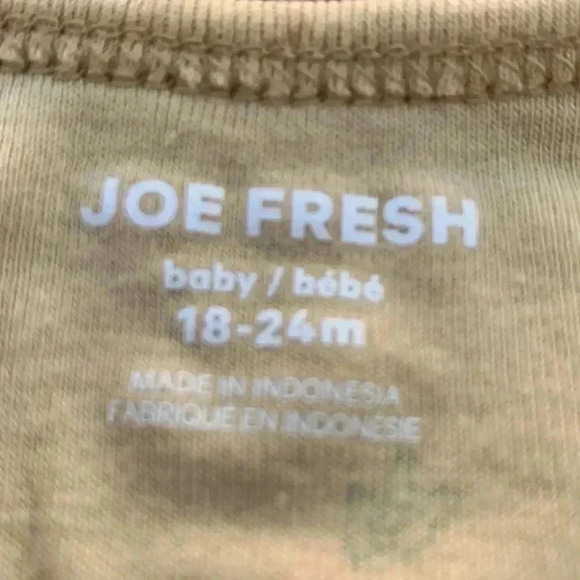 JOE FRESH
baby / bébé
18-24m
MADE IN INDONESIA
FABRIQUE EN INDONESIE